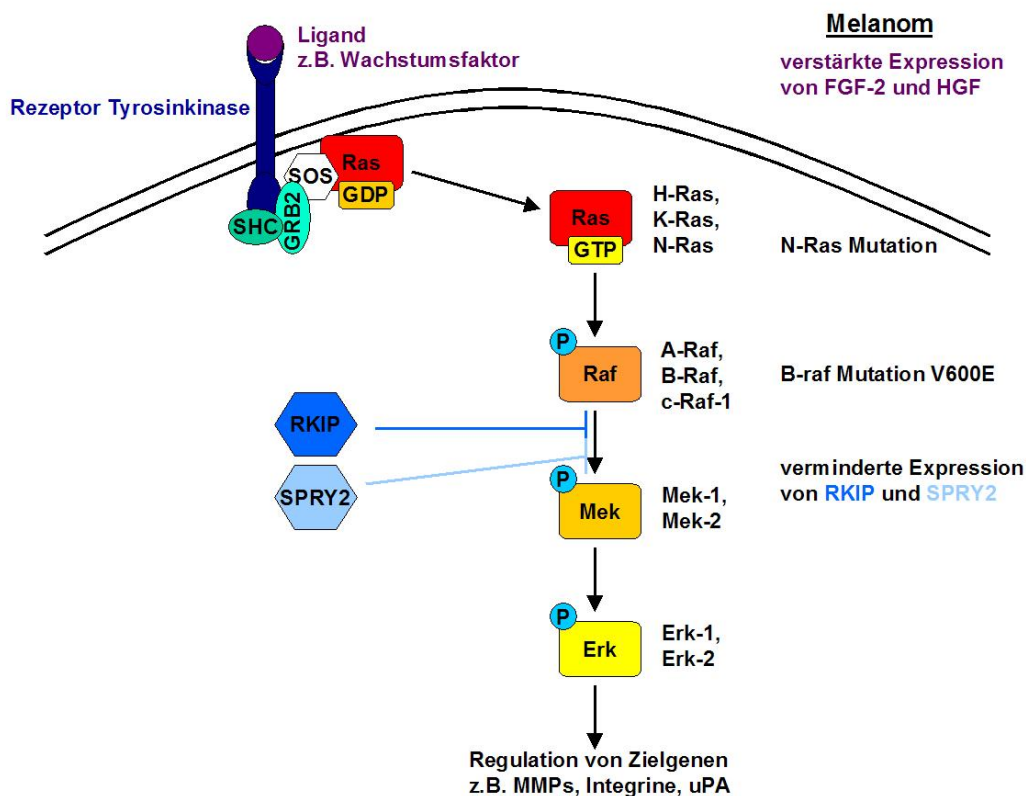 Melanom
Ligand
z.B. Wachstumsfaktor
verstärkte Expression
von FGF-2 und HGF
Rezeptor Tyrosinkinase
SOS
Ras
GDP
SHC
GRB2
Ras
GTP
H-Ras,
K-Ras,
N-Ras
N-Ras Mutation
P
Raf
A-Raf,
B-Raf,
c-Raf-1
B-raf Mutation V600E
RKIP
SPRY2
verminderte Expression
von RKIP und SPRY2
P
Mek
Mek-1,
Mek-2
P
Erk
Erk-1,
Erk-2
Regulation von Zielgenen
z.B. MMPs, Integrine, uPA